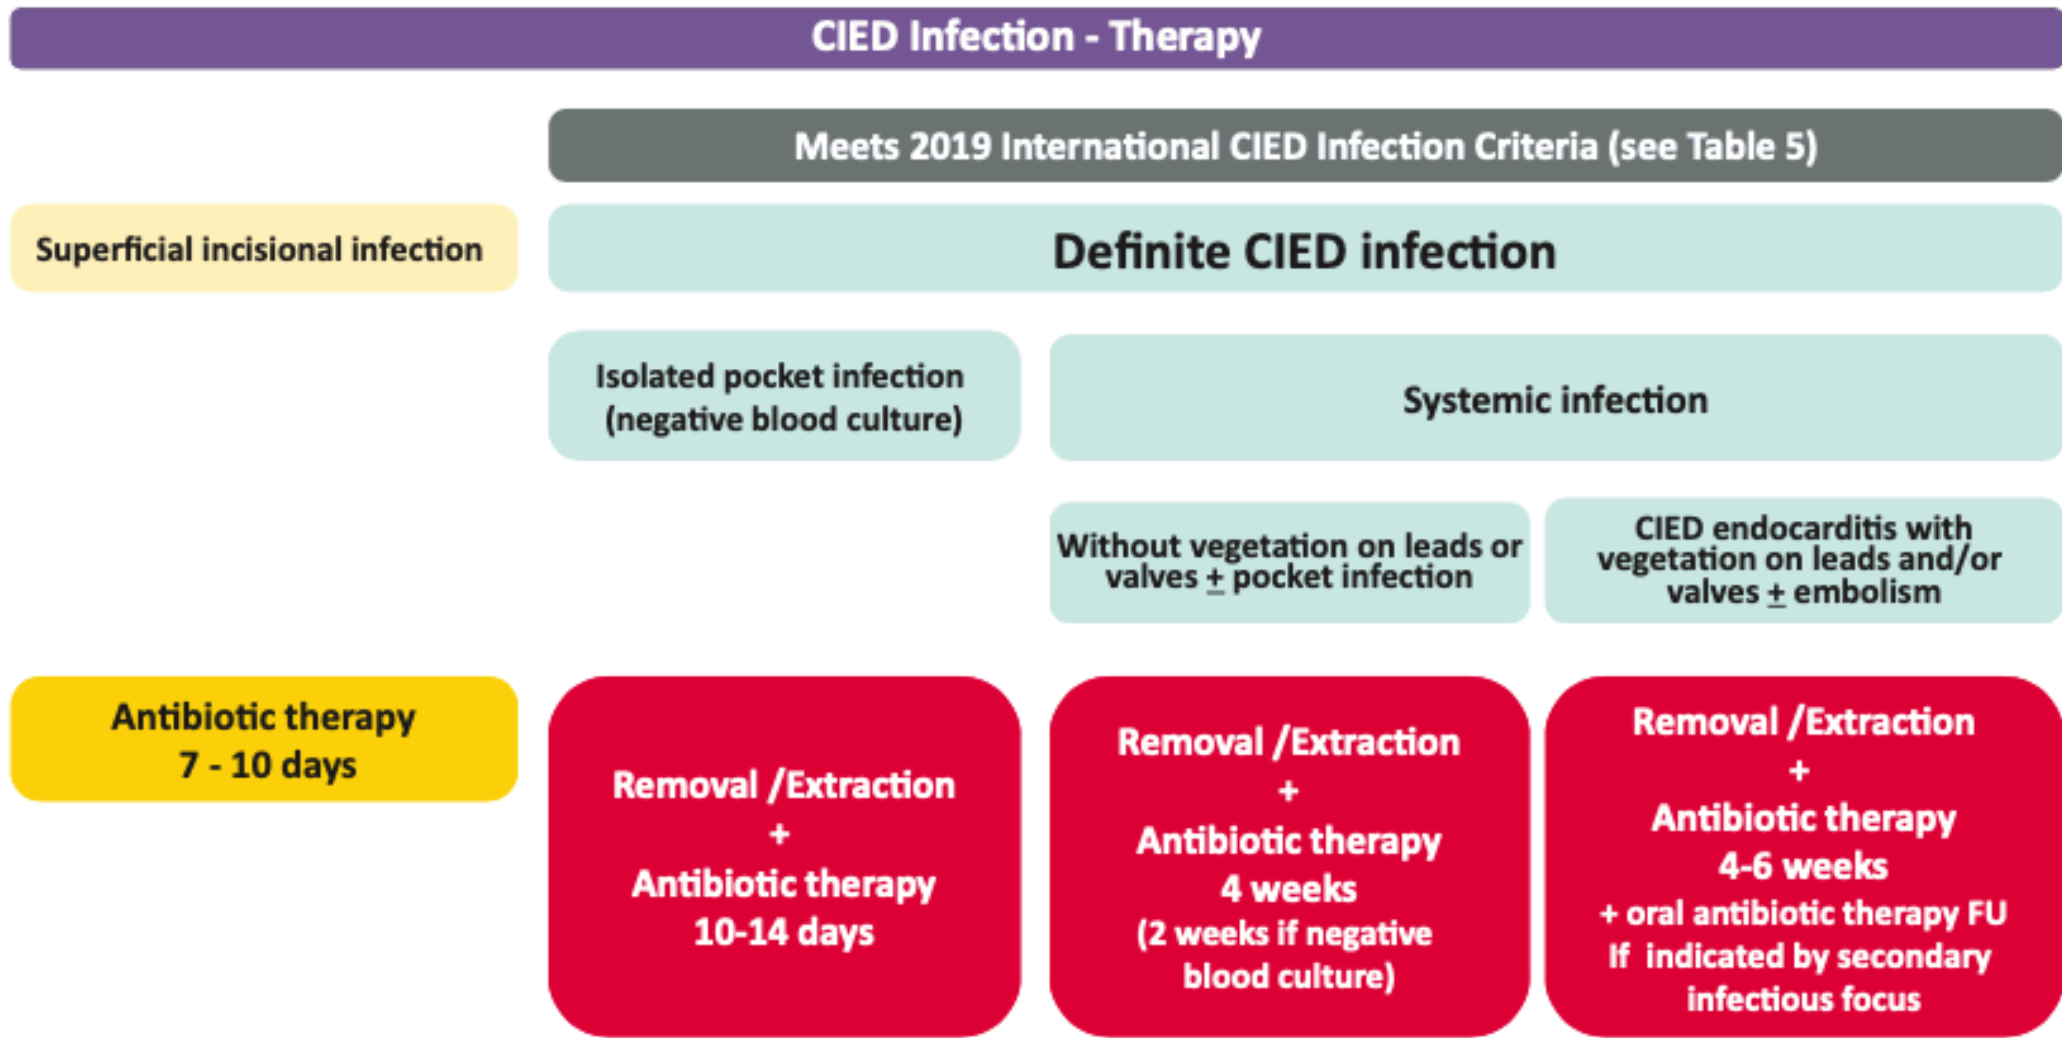 CIED Infection - Therapy
Meets 2019 International CIED Infection Criteria (see Table 5)
Superficial incisional infection
Definite CIED infection
Isolated pocket infection
(negative blood culture)
Systemic infection
Without vegetation on leads or
valves ± pocket infection
CIED endocarditis with
vegetation on leads and/or
valves ± embolism
Antibiotic therapy
7 - 10 days
Removal /Extraction
+
Antibiotic therapy
10-14 days
Removal /Extraction
+
Antibiotic therapy
4 weeks
(2 weeks if negative
blood culture)
Removal /Extraction
+
Antibiotic therapy
4-6 weeks
+ oral antibiotic therapy FU
If indicated by secondary
infectious focus